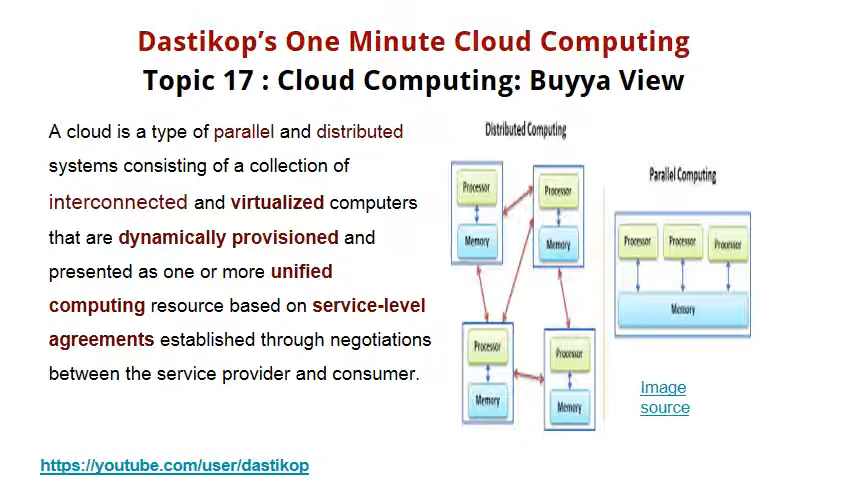 Dastikop's One Minute Cloud Computing
Topic 17 : Cloud Computing: Buyya View
A cloud is a type of parallel and distributed
systems consisting of a collection of
interconnected and virtualized computers
that are dynamically provisioned and
presented as one or more unified
computing resource based on service-level
agreements established through negotiations
between the service provider and consumer.
Distributed Computing
Processor
Memory
Processor
Memory
Processor
Memory
Processor
Memory
Parallel Computing
Processor
Processor
Processor
Memory
Image
source
https://youtube.com/user/dastikop